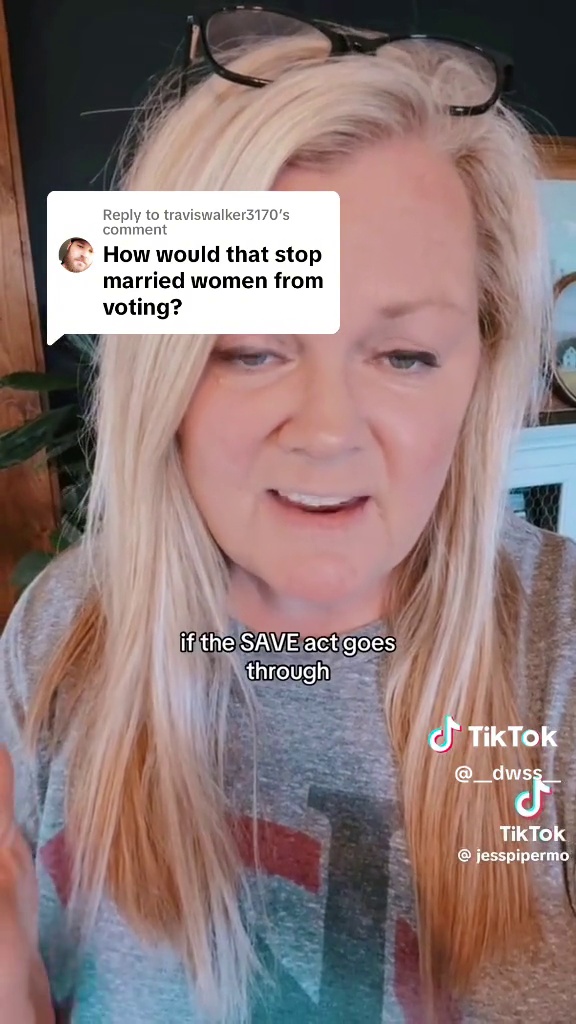 Reply to traviswalker3170's
comment
How would that stop
married women from
voting?
if the SAVE act goes
through
TikTok
@__dwss__
TikTok
@ jesspipermo